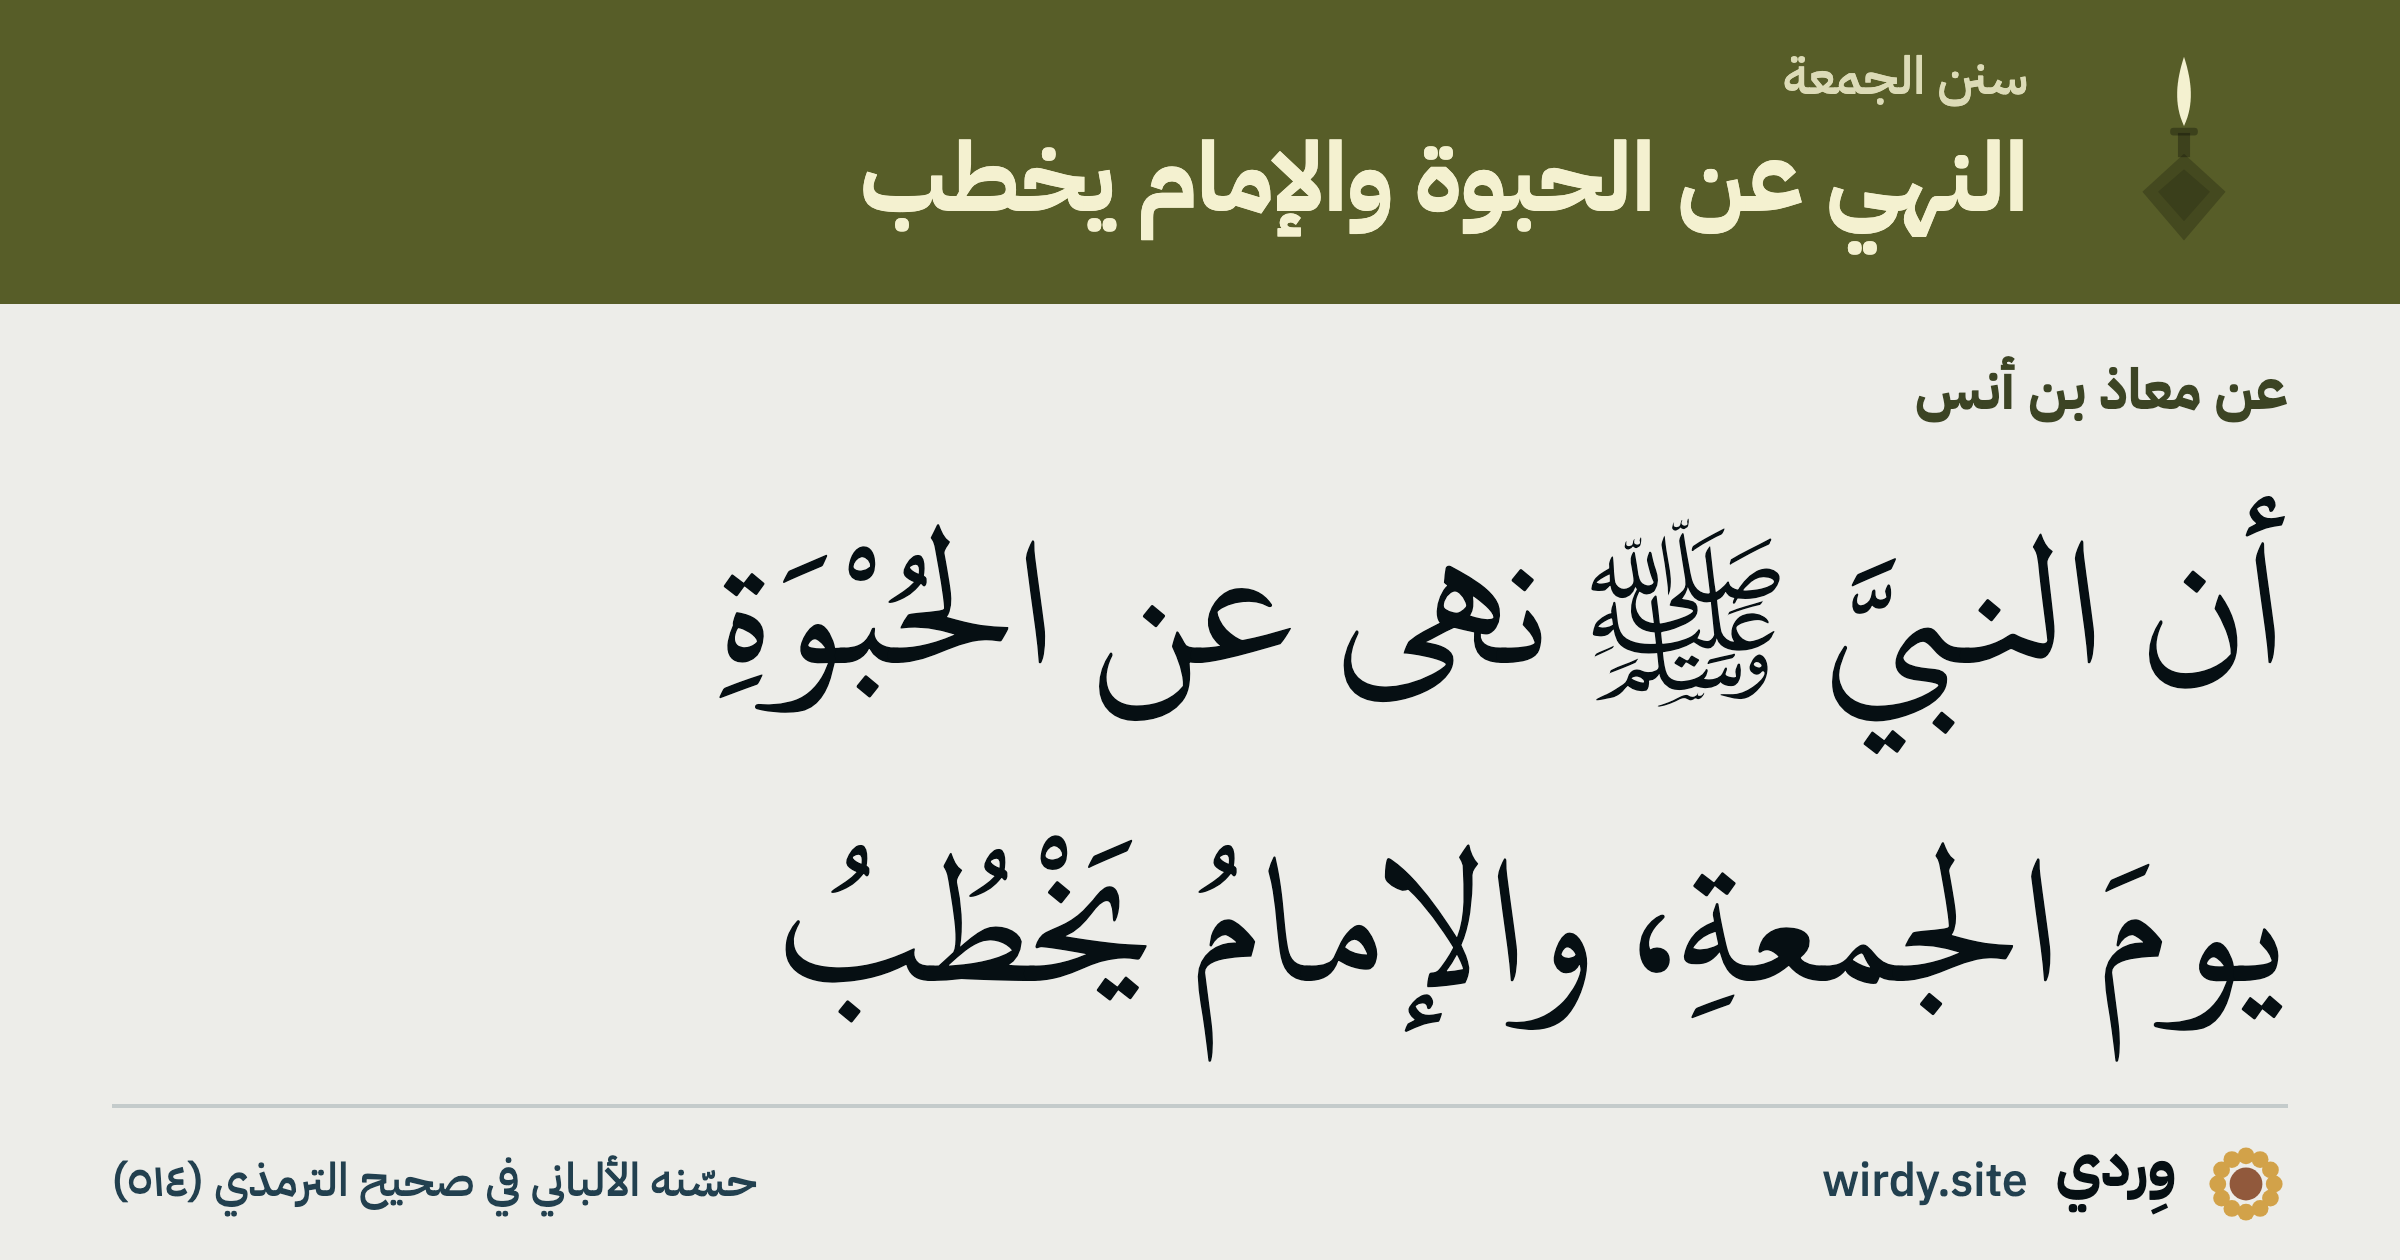 سنن الجمعة
النهي عن الحبوة والإمام يخطب
عن معاذ بن أنس
أن النبيَّ ﷺ نهى عن الحُبْوَةِ
يومَ الجمعةِ، والإمامُ يَخْطُبُ
وِردي wirdy.site
حسّنه الألباني في صحيح الترمذي (٥١٤)